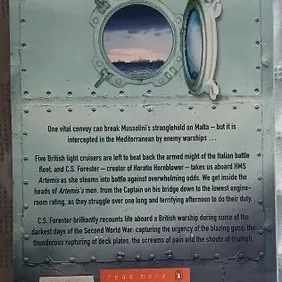 One vital convoy can break Mussolini's stranglehold on Malta – but it is
intercepted in the Mediterranean by enemy warships ...
Five British light cruisers are left to beat back the armed might of the Italian battle
fleet, and C.S. Forester – creator of Horatio Hornblower – takes us aboard HMS
Artemis as she steams into battle against overwhelming odds. We get inside the
heads of Artemis's men, from the Captain on his bridge down to the lowest engine-
room rating, as they struggle over one long and terrifying afternoon to do their duty.
C.S. Forester brilliantly recounts life aboard a British warship during some of the
darkest days of the Second World War: capturing the urgency of the blazing guns, the
thunderous rupturing of deck plates, the screams of pain and the shouts of triumph.
read more